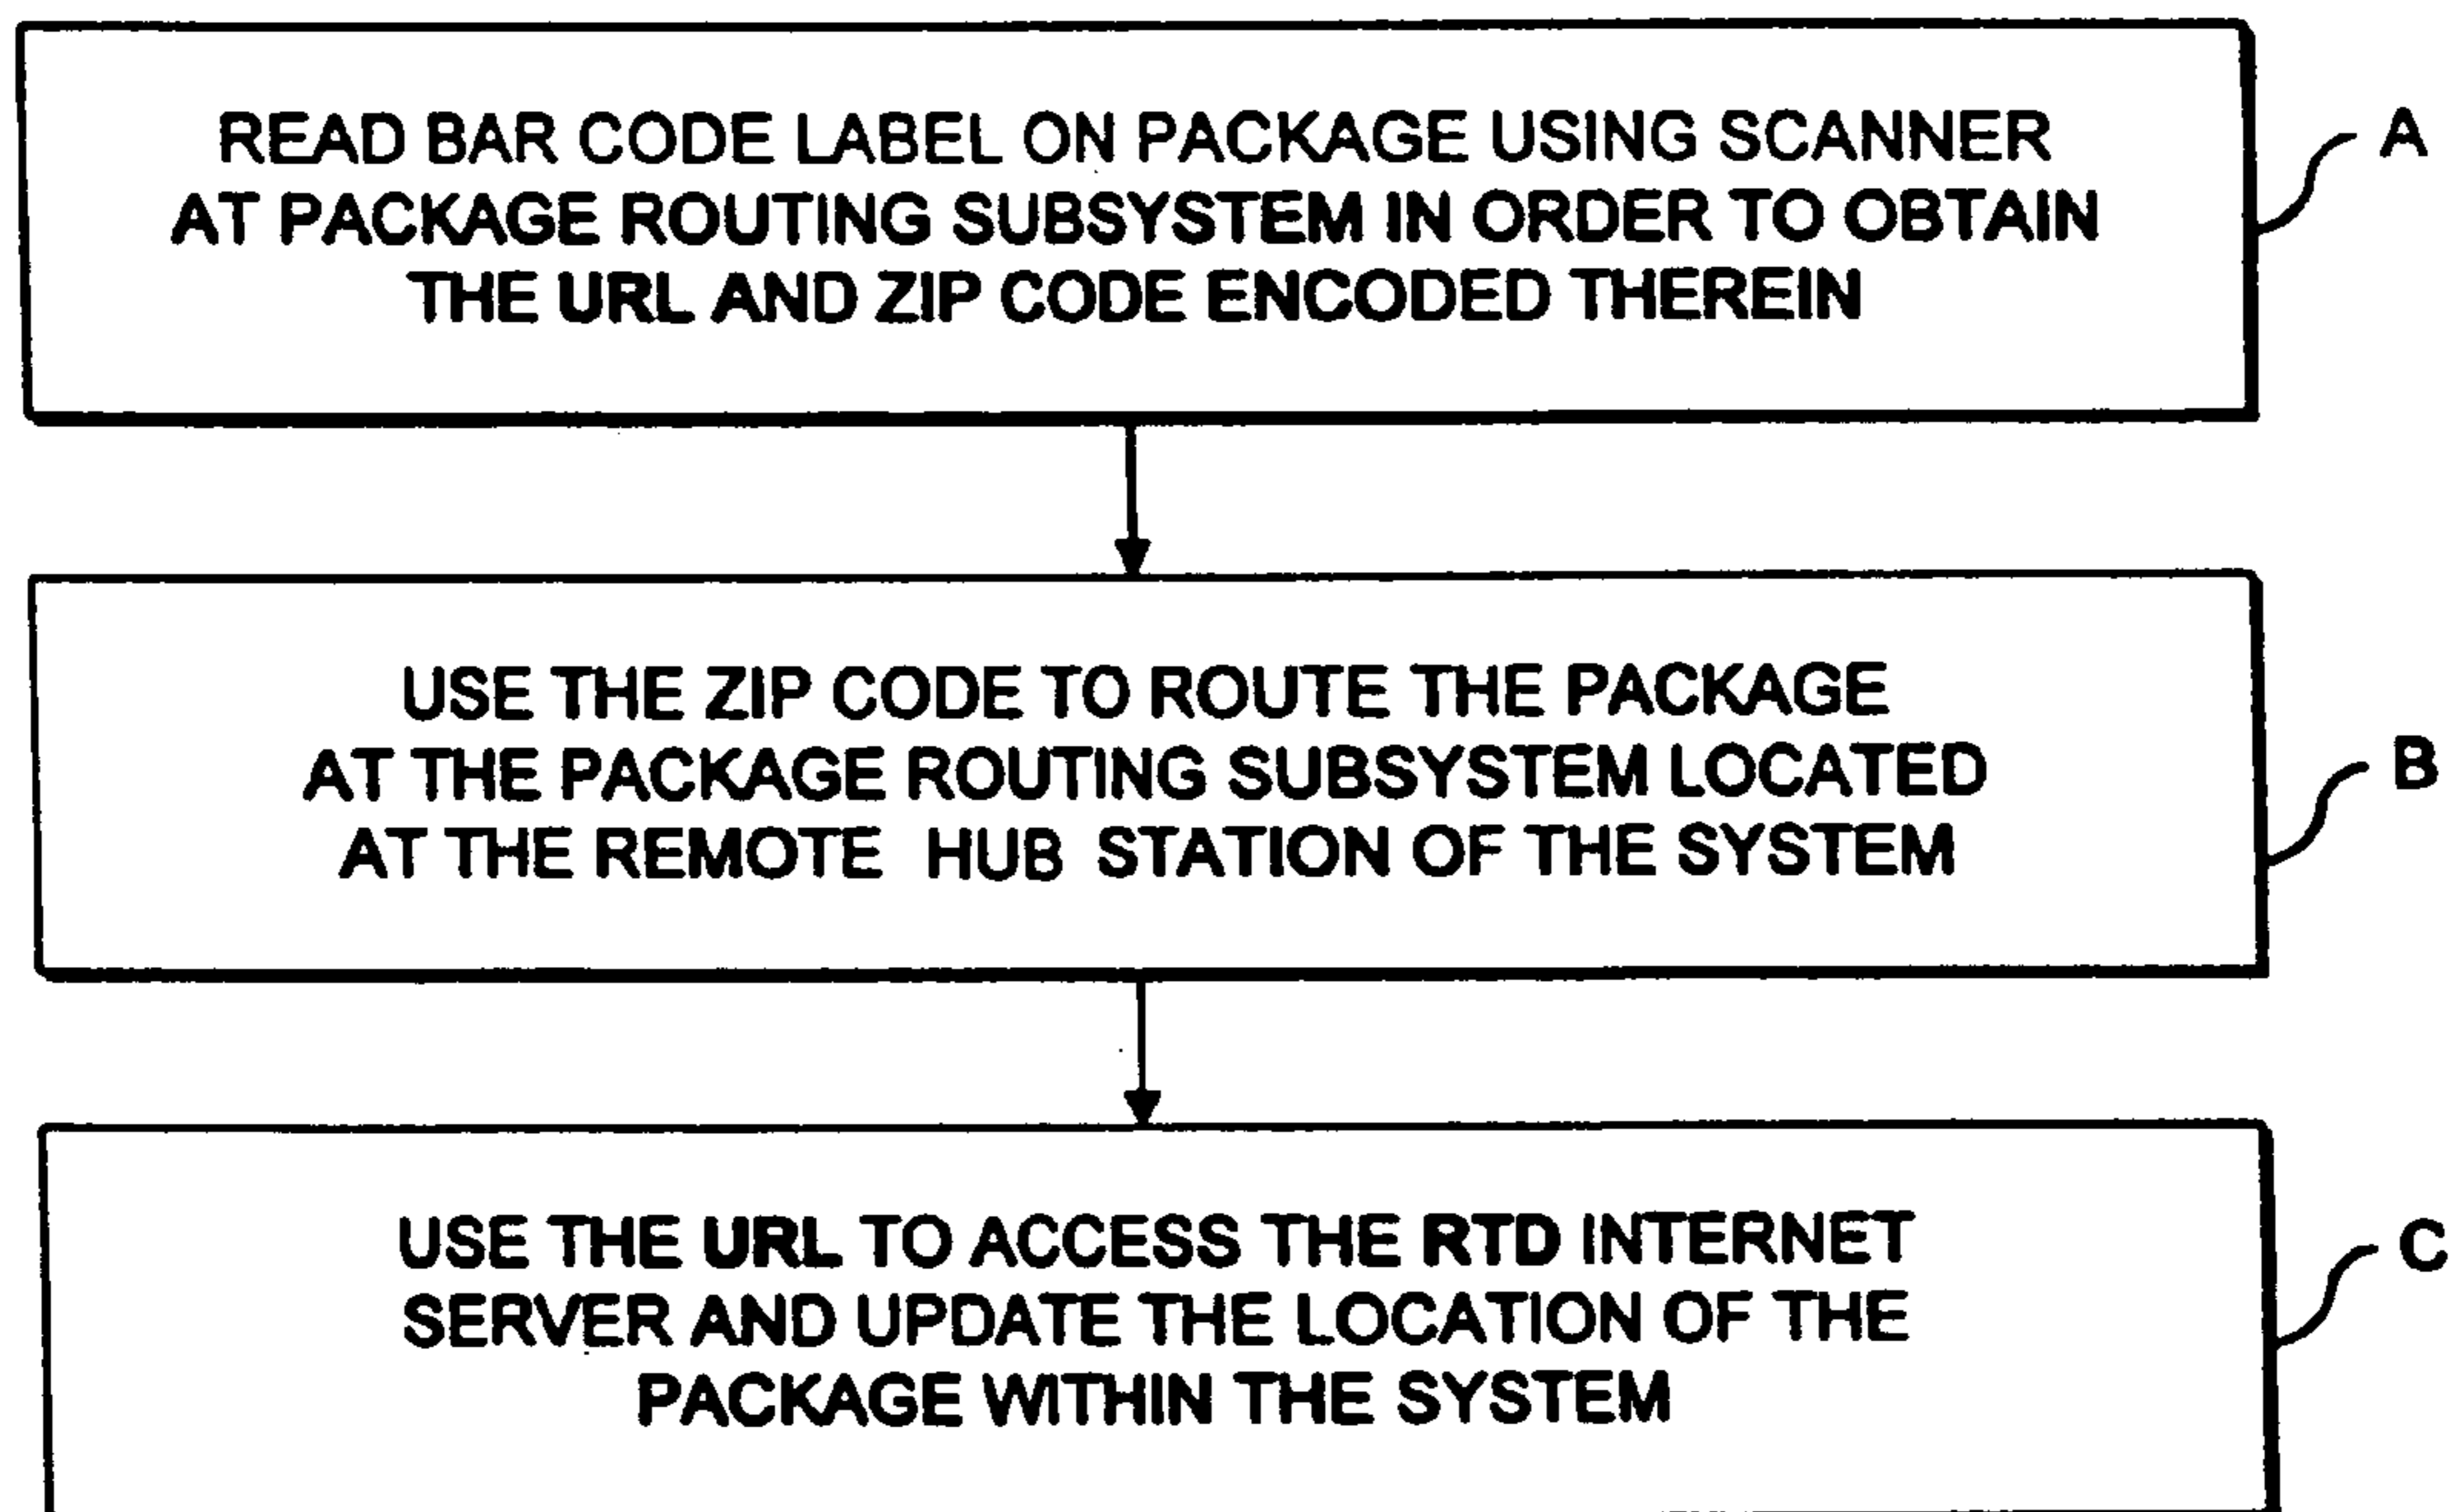 READ BAR CODE LABEL ON PACKAGE USING SCANNER
AT PACKAGE ROUTING SUBSYSTEM IN ORDER TO OBTAIN
THE URL AND ZIP CODE ENCODED THEREIN
A
USE THE ZIP CODE TO ROUTE THE PACKAGE
AT THE PACKAGE ROUTING SUBSYSTEM LOCATED
AT THE REMOTE HUB STATION OF THE SYSTEM
B
USE THE URL TO ACCESS THE RTD INTERNET
SERVER AND UPDATE THE LOCATION OF THE
PACKAGE WITHIN THE SYSTEM
C